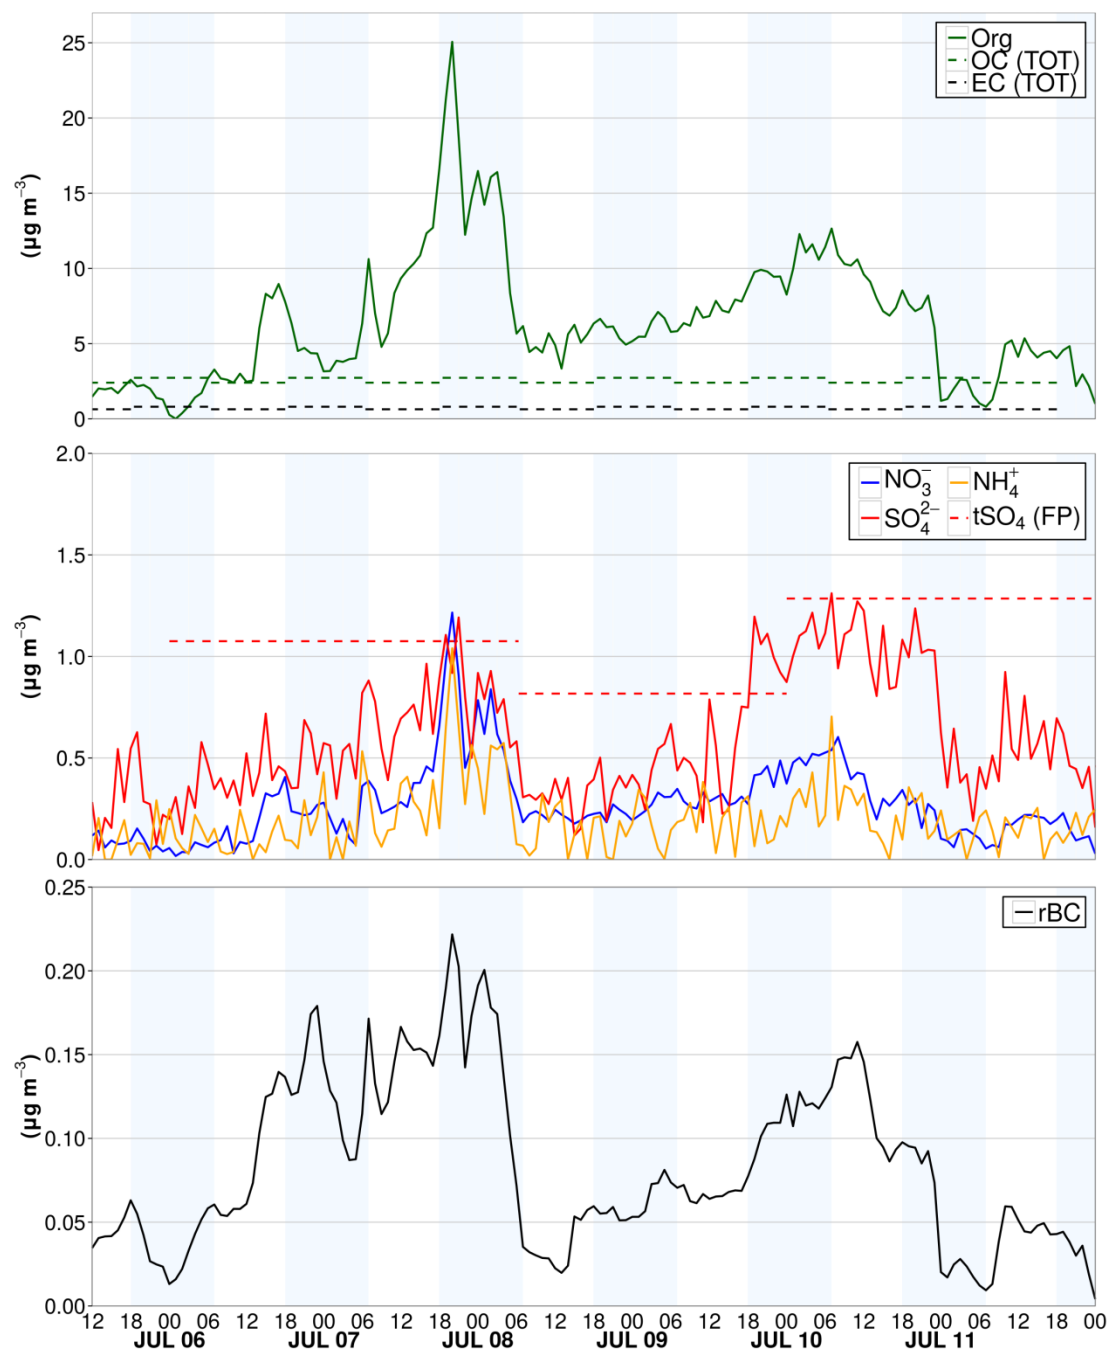 25
20
15
10
5
0
(µg m⁻³)
Org
OC (TOT)
EC (TOT)
2.0
1.5
1.0
0.5
0.0
(µg m⁻³)
NO₃⁻ NH₄⁺
SO₄²⁻ tSO₄ (FP)
0.25
0.20
0.15
0.10
0.05
0.00
(µg m⁻³)
rBC
12 18 00 06 12 18 00 06 12 18 00 06 12 18 00 06 12 18 00 06 12 18 00 06 12 18 00
JUL 06 JUL 07 JUL 08 JUL 09 JUL 10 JUL 11